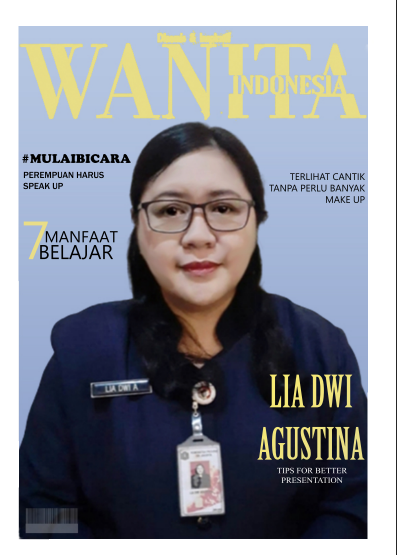 Dinamis & Inspiratif
WANITA
INDONESIA
#MULAIBICARA
PEREMPUAN HARUS
SPEAK UP
TERLIHAT CANTIK
TANPA PERLU BANYAK
MAKE UP
7 MANFAAT
BELAJAR
LIA DWI A
LIA DWI
AGUSTINA
TIPS FOR BETTER
PRESENTATION